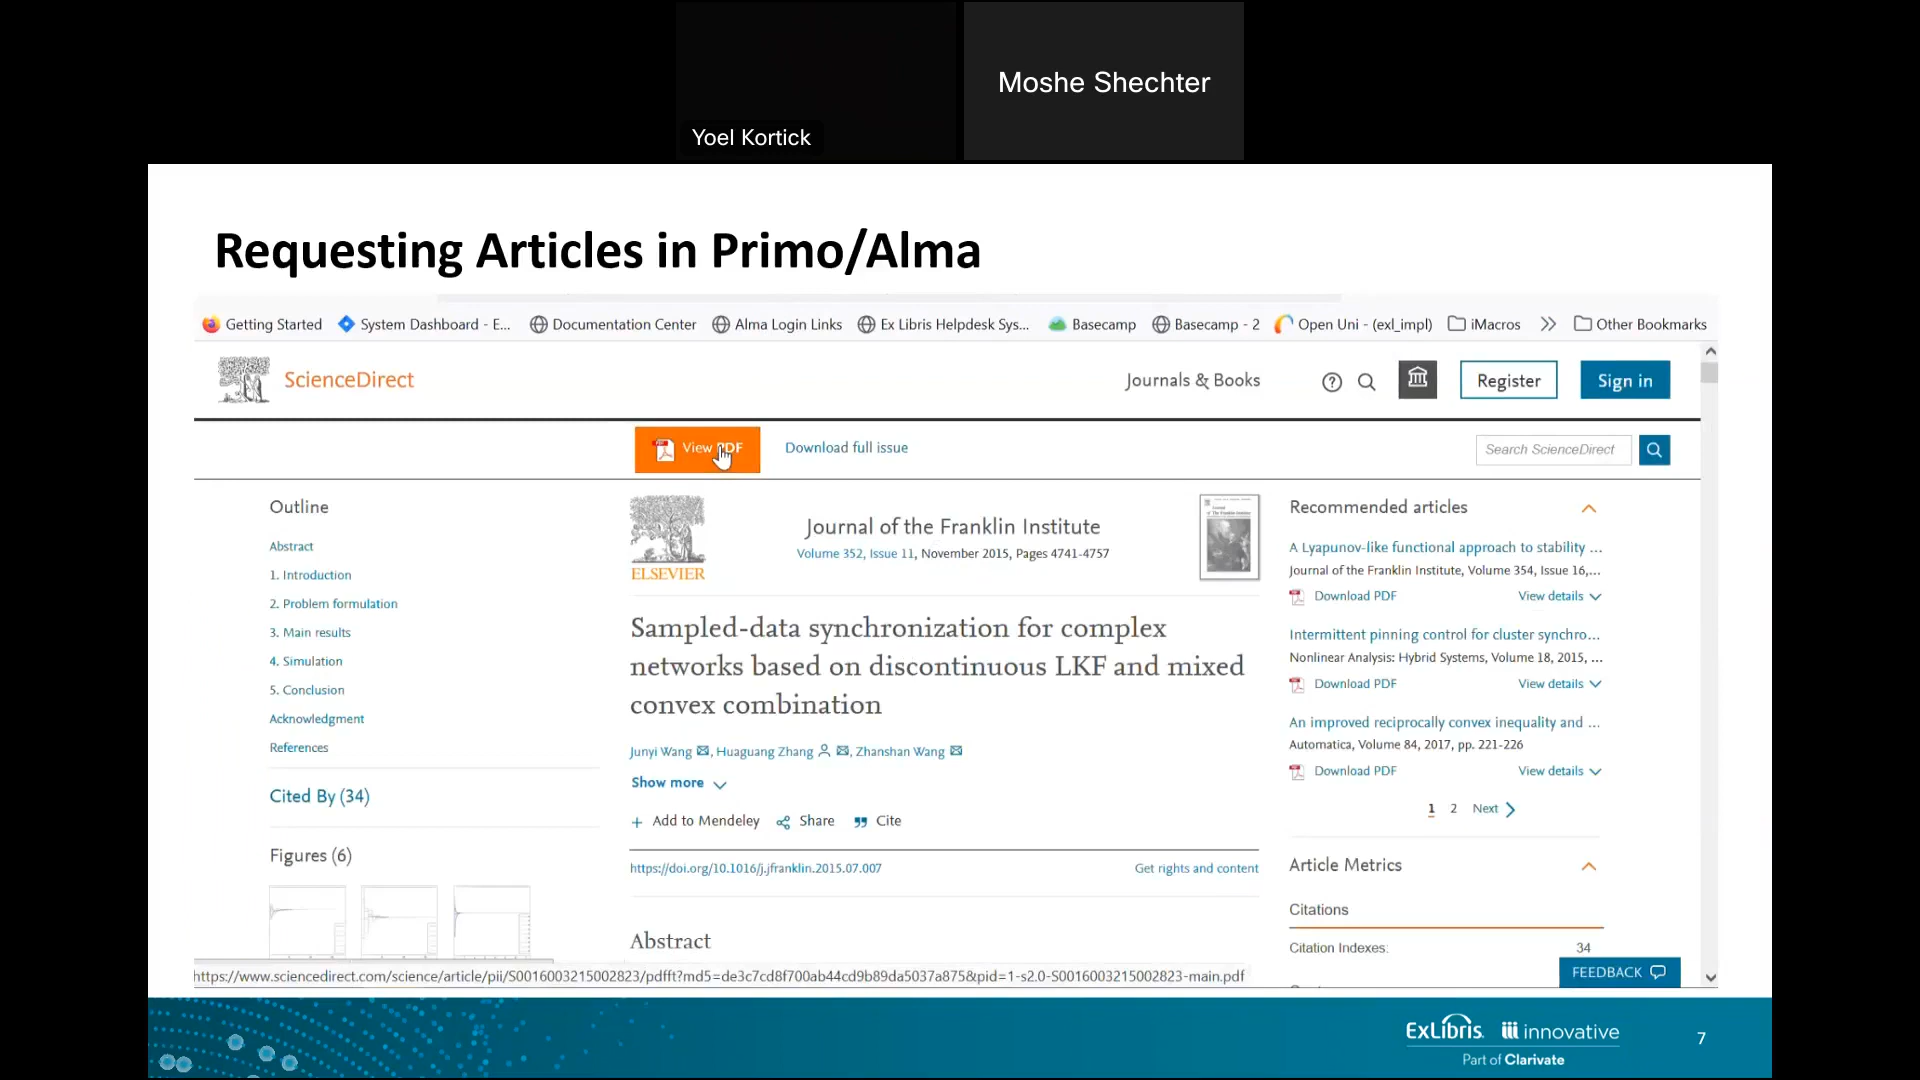 Moshe Shechter
Yoel Kortick
Requesting Articles in Primo/Alma
Getting Started System Dashboard - E... Documentation Center Alma Login Links Ex Libris Helpdesk Sys... Basecamp Basecamp - 2 Open Uni - (exl_impl) iMacros Other Bookmarks
ScienceDirect Journals & Books Register Sign in
View PDF Download full issue Search ScienceDirect
Outline
Abstract
1. Introduction
2. Problem formulation
3. Main results
4. Simulation
5. Conclusion
Acknowledgment
References
Cited By (34)
Figures (6)
ELSEVIER
Journal of the Franklin Institute
Volume 352, Issue 11, November 2015, Pages 4741-4757
Sampled-data synchronization for complex
networks based on discontinuous LKF and mixed
convex combination
Junyi Wang, Huaguang Zhang, Zhanshan Wang
Show more
+ Add to Mendeley Share Cite
https://doi.org/10.1016/j.jfranklin.2015.07.007 Get rights and content
Abstract
Recommended articles
A Lyapunov-like functional approach to stability ...
Journal of the Franklin Institute, Volume 354, Issue 16,...
Download PDF View details
Intermittent pinning control for cluster synchro...
Nonlinear Analysis: Hybrid Systems, Volume 18, 2015, ...
Download PDF View details
An improved reciprocally convex inequality and ...
Automatica, Volume 84, 2017, pp. 221-226
Download PDF View details
1 2 Next
Article Metrics
Citations
Citation Indexes: 34
FEEDBACK
https://www.sciencedirect.com/science/article/pii/S0016003215002823/pdfft?md5=de3c7cd8f700ab44cd9b89da5037a875&pid=1-s2.0-S0016003215002823-main.pdf
ExLibris innovative
Part of Clarivate
7